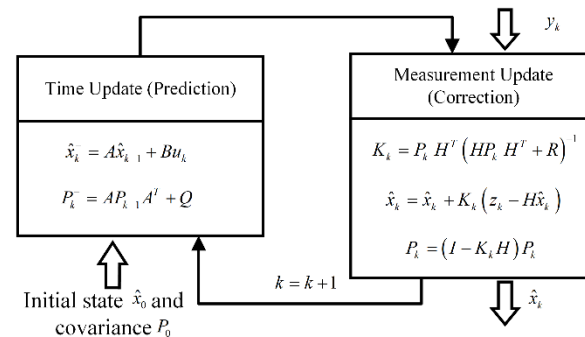 y_k
Time Update (Prediction)
x̂_k^- = Ax̂_{k 1} + Bu_k
P_k^- = AP_{k 1}A^T + Q
Measurement Update
(Correction)
K_k = P_k H^T (HP_k H^T + R)^{-1}
x̂_k = x̂_k + K_k (z_k − Hx̂_k)
P_k = (I − K_k H) P_k
k = k + 1
Initial state x̂_0 and
covariance P_0
x̂_k